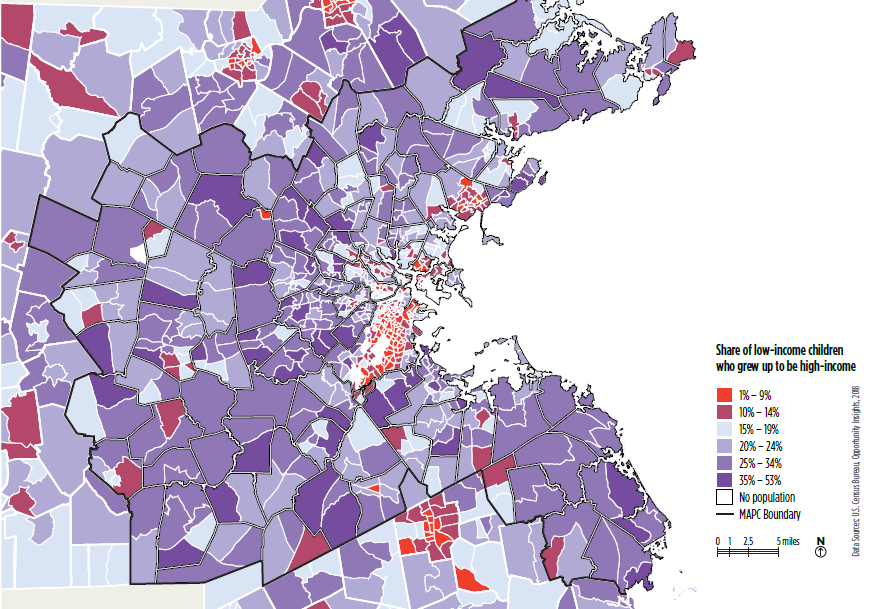 Share of low-income children
who grew up to be high-income
1% – 9%
10% – 14%
15% – 19%
20% – 24%
25% – 34%
35% – 53%
No population
MAPC Boundary
0 1 2.5 5 miles
N
Data Sources: U.S. Census Bureau, Opportunity Insights, 2018